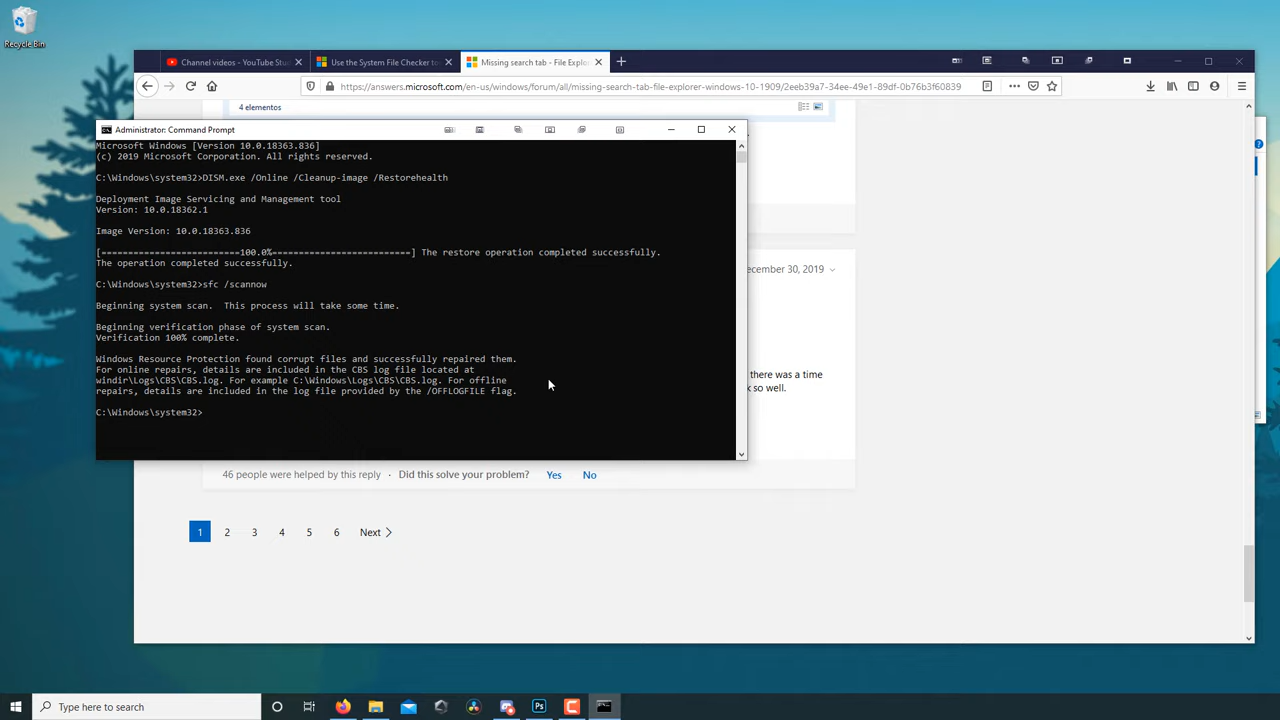 Recycle Bin
Channel videos - YouTube Stu
Use the System File Checker to
Missing search tab - File Explor
https://answers.microsoft.com/en-us/windows/forum/all/missing-search-tab-file-explorer-windows-10-1909/2eeb39a7-34ee-49e1-89df-0b76b3f60839
4 elementos
Administrator: Command Prompt
Microsoft Windows [Version 10.0.18363.836]
(c) 2019 Microsoft Corporation. All rights reserved.
C:\Windows\system32>DISM.exe /Online /Cleanup-image /Restorehealth
Deployment Image Servicing and Management tool
Version: 10.0.18362.1
Image Version: 10.0.18363.836
[==========================100.0%==========================] The restore operation completed successfully.
The operation completed successfully.
C:\Windows\system32>sfc /scannow
Beginning system scan.  This process will take some time.
Beginning verification phase of system scan.
Verification 100% complete.
Windows Resource Protection found corrupt files and successfully repaired them.
For online repairs, details are included in the CBS log file located at
windir\Logs\CBS\CBS.log. For example C:\Windows\Logs\CBS\CBS.log. For offline
repairs, details are included in the log file provided by the /OFFLOGFILE flag.
C:\Windows\system32>
ecember 30, 2019
there was a time
so well.
46 people were helped by this reply · Did this solve your problem? Yes No
1 2 3 4 5 6 Next
Type here to search
Ps